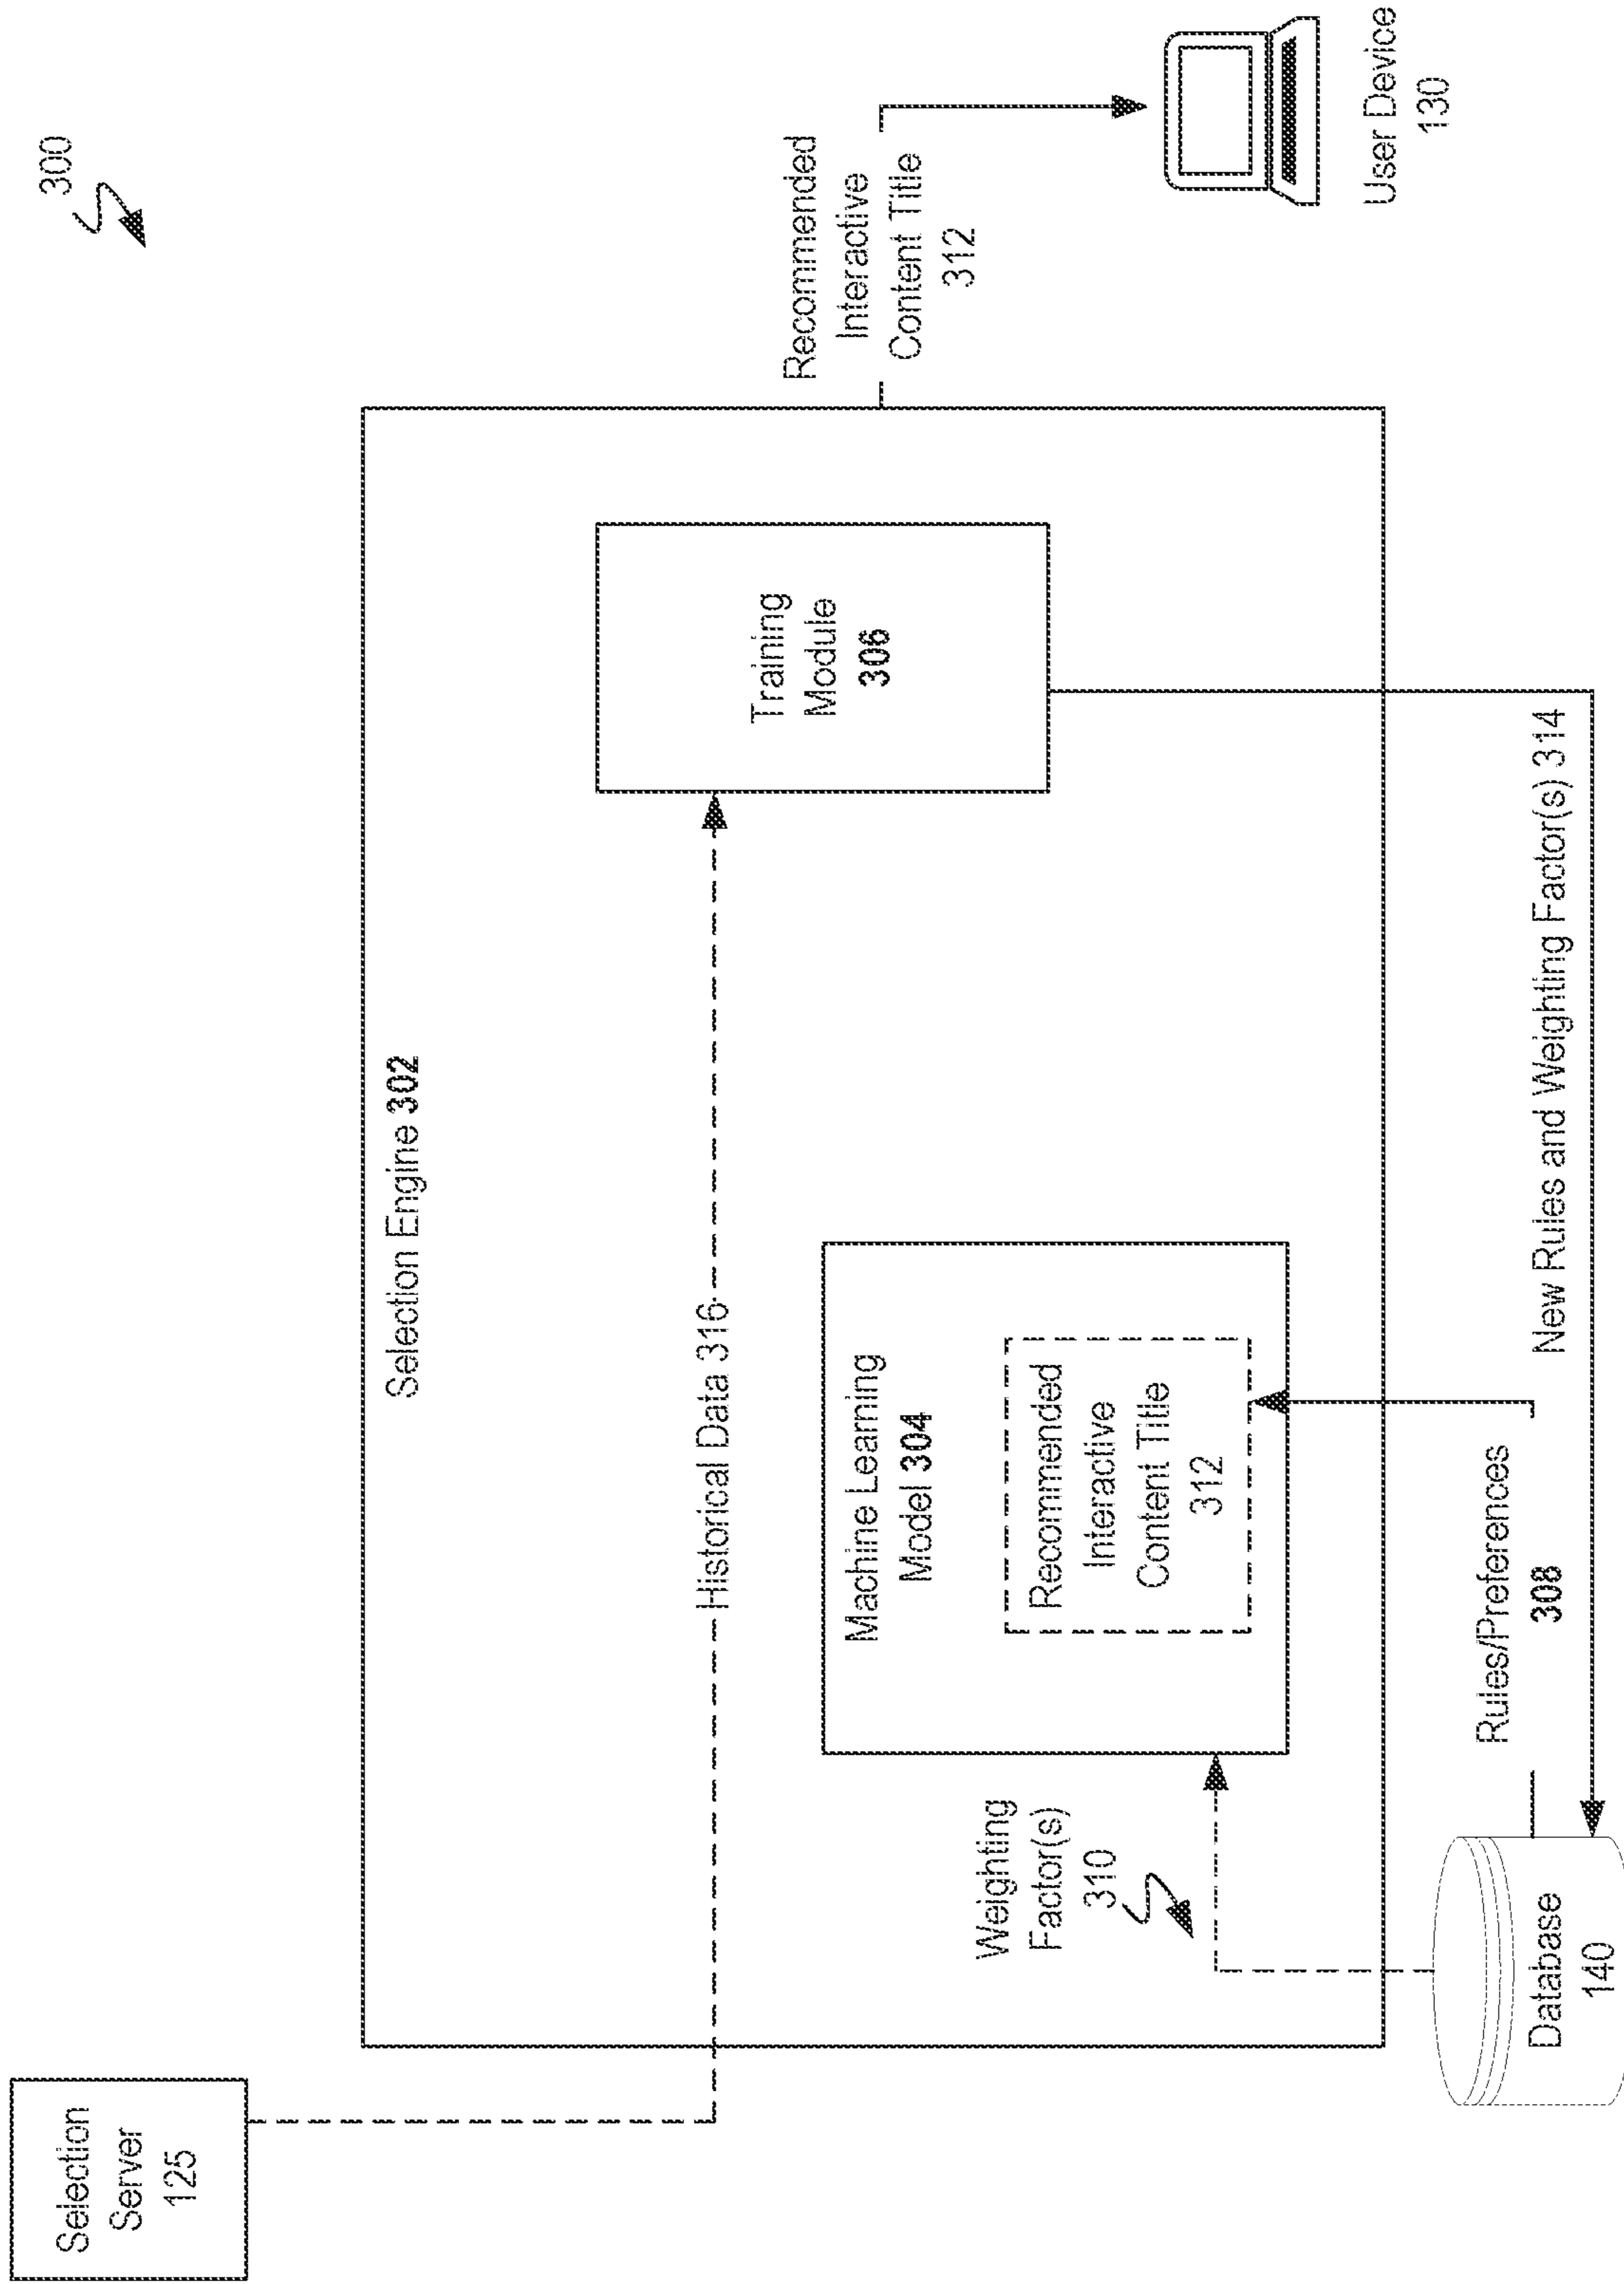 300
Selection
Server
125
Selection Engine 302
Historical Data 316
Training
Module
306
Machine Learning
Model 304
Recommended
Interactive
Content Title
312
Weighting
Factor(s)
310
Recommended
Interactive
Content Title
312
User Device
130
Rules/Preferences
308
New Rules and Weighting Factor(s) 314
Database
140